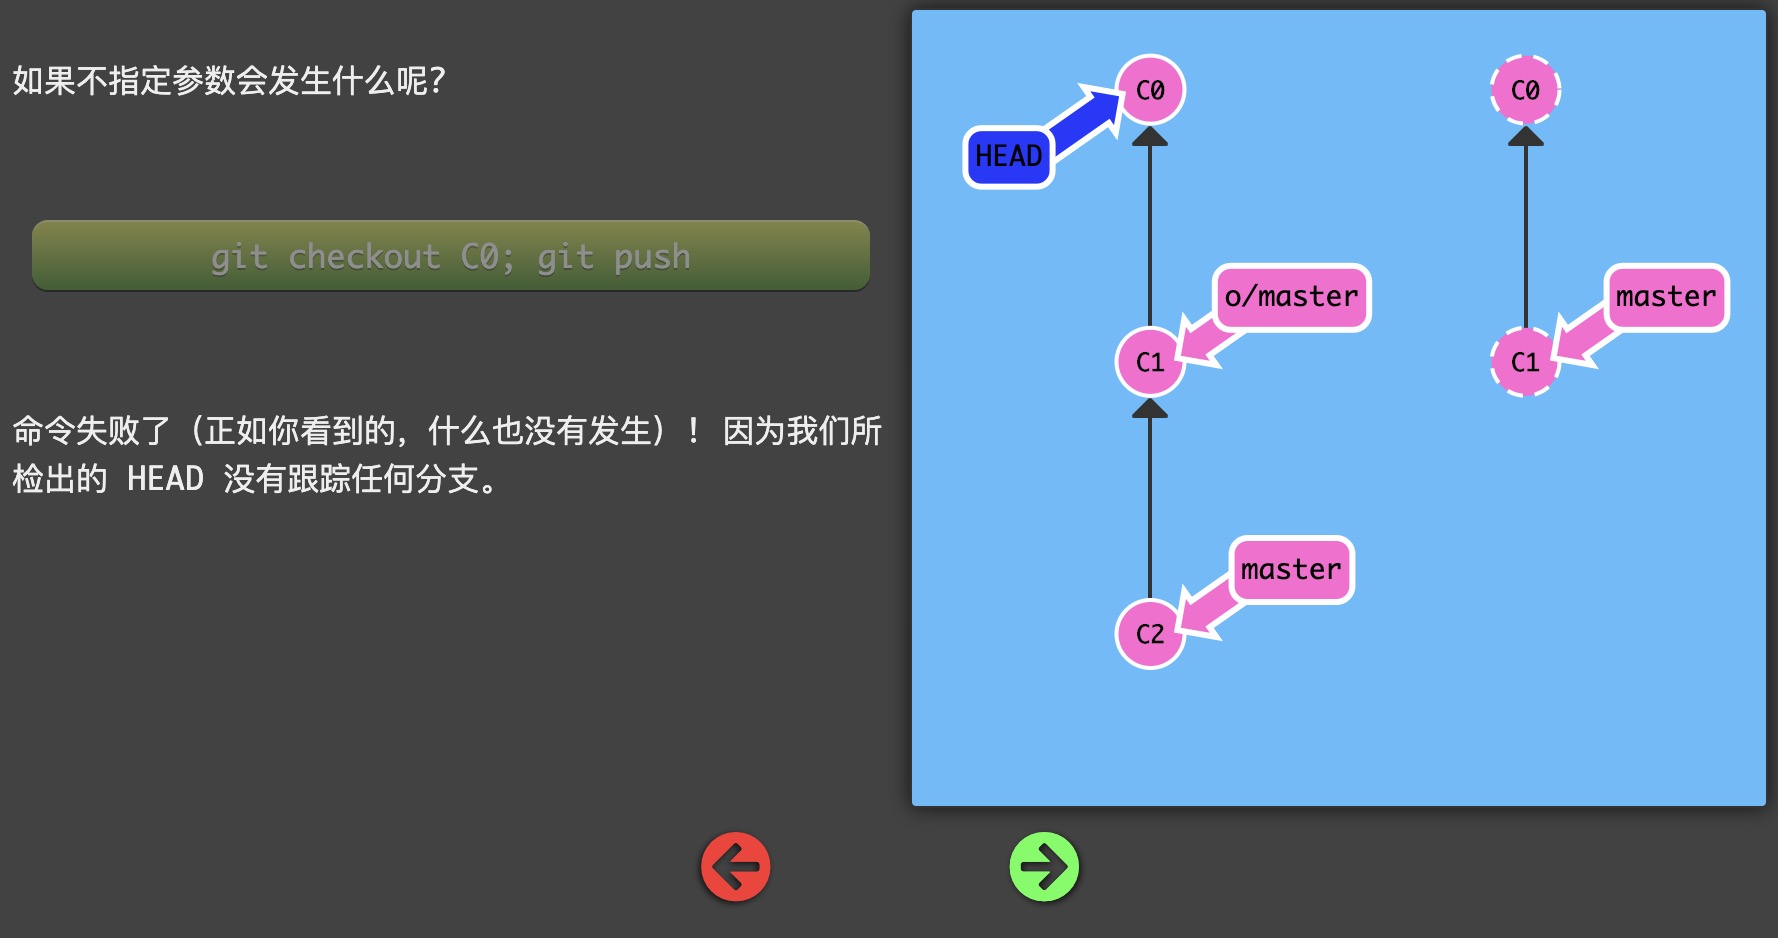 如果不指定参数会发生什么呢？
git checkout C0; git push
命令失败了（正如你看到的，什么也没有发生）！ 因为我们所
检出的 HEAD 没有跟踪任何分支。
C0
C0
HEAD
o/master
master
C1
C1
master
C2